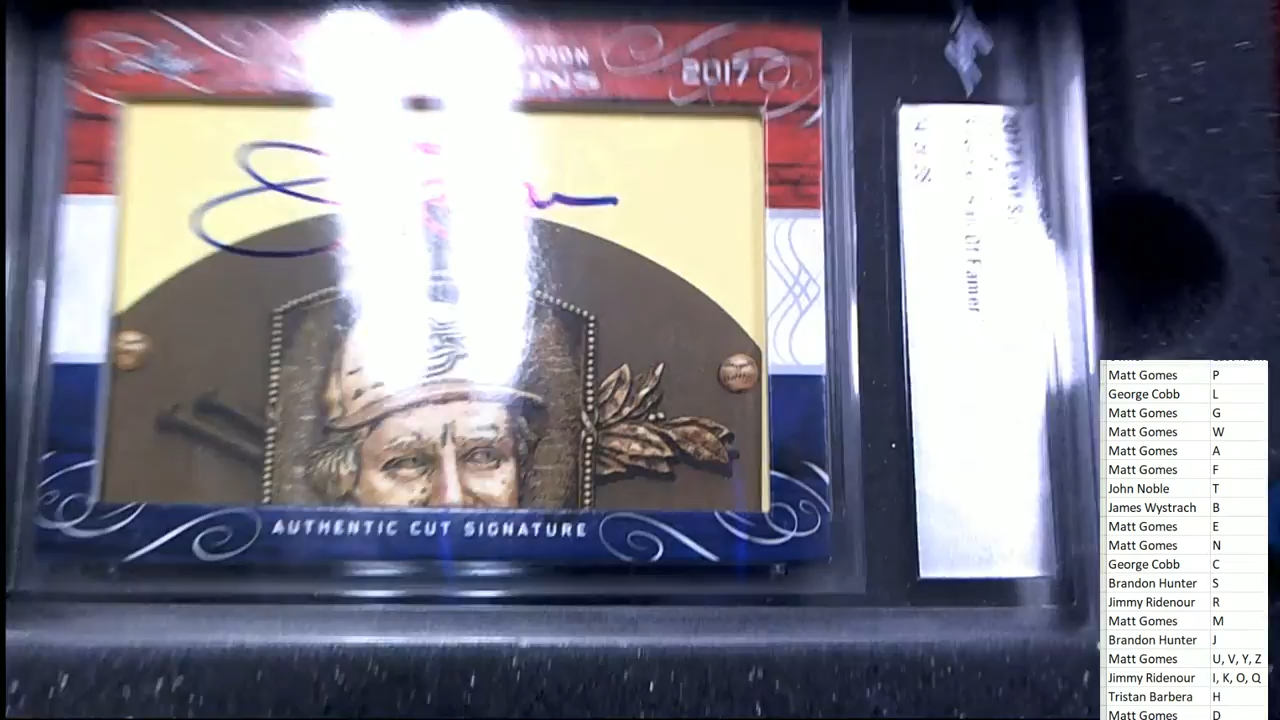 2017
AUTHENTIC CUT SIGNATURE
Of Famer
Matt Gomes P
George Cobb L
Matt Gomes G
Matt Gomes W
Matt Gomes A
Matt Gomes F
John Noble T
James Wystrach B
Matt Gomes E
Matt Gomes N
George Cobb C
Brandon Hunter S
Jimmy Ridenour R
Matt Gomes M
Brandon Hunter J
Matt Gomes U, V, Y, Z
Jimmy Ridenour I, K, O, Q
Tristan Barbera H
Matt Gomes D